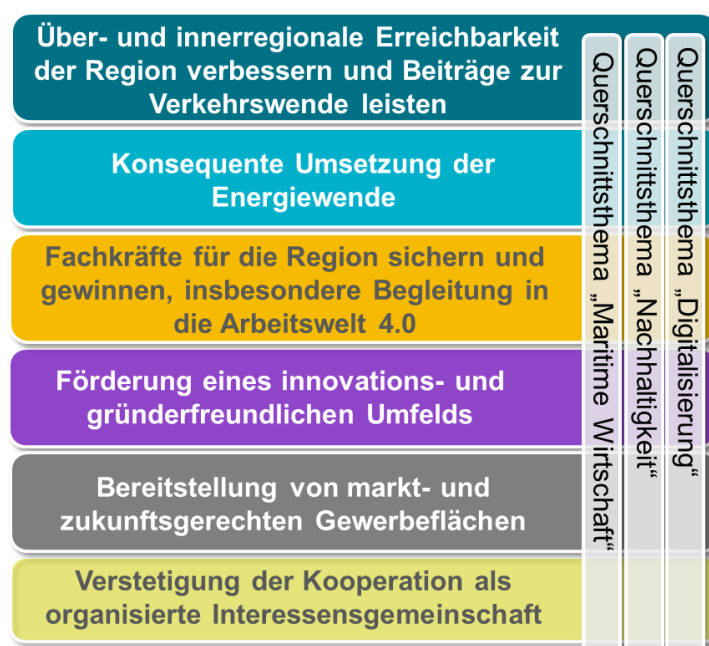 Über- und innerregionale Erreichbarkeit
der Region verbessern und Beiträge zur
Verkehrswende leisten
Konsequente Umsetzung der
Energiewende
Fachkräfte für die Region sichern und
gewinnen, insbesondere Begleitung in
die Arbeitswelt 4.0
Förderung eines innovations- und
gründerfreundlichen Umfelds
Bereitstellung von markt- und
zukunftsgerechten Gewerbeflächen
Verstetigung der Kooperation als
organisierte Interessensgemeinschaft
Querschnittsthema „Maritime Wirtschaft“
Querschnittsthema „Nachhaltigkeit“
Querschnittsthema „Digitalisierung“